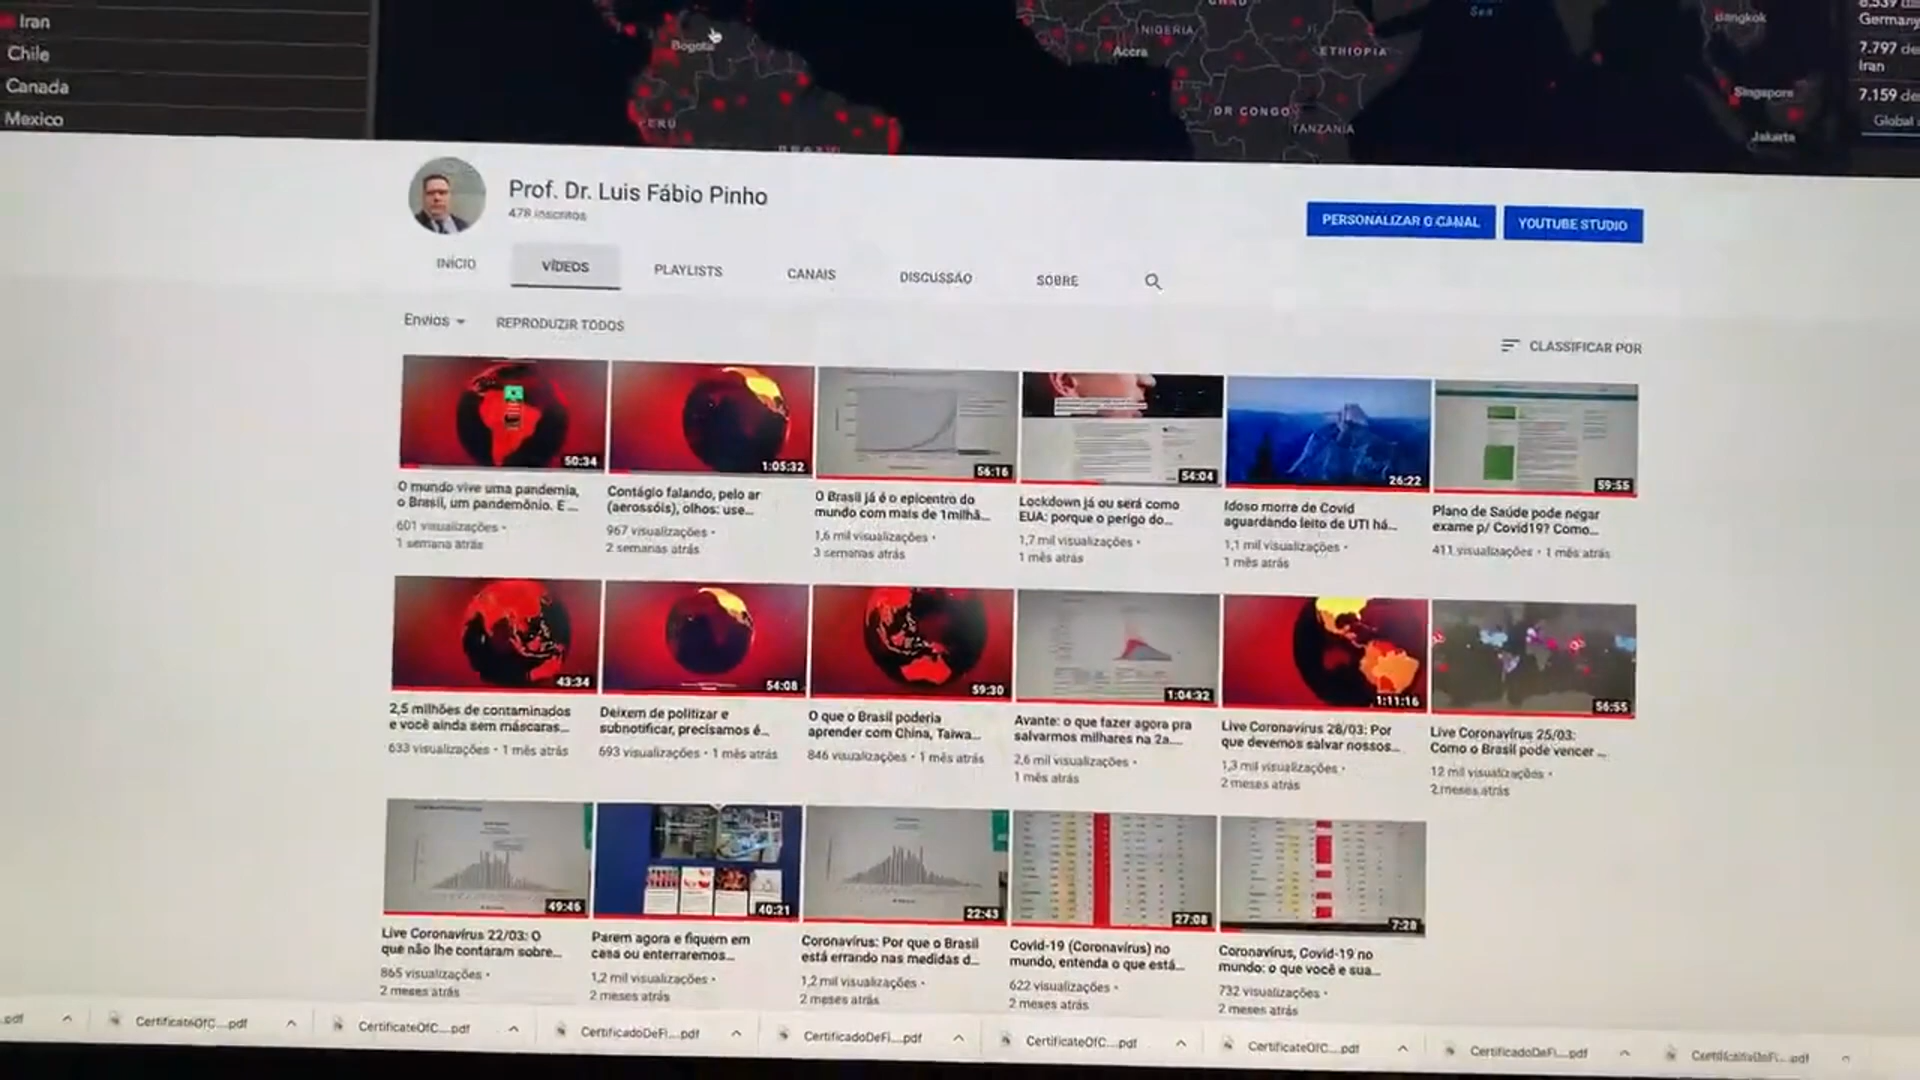 Iran
Chile
Canada
Mexico
Bogotá
PERU
NIGERIA
Accra
ETHIOPIA
DR CONGO
TANZANIA
Sea
Bangkok
Singapore
Jakarta
Germany
7.797 de
Iran
7.159 de
Global
Prof. Dr. Luis Fábio Pinho
478 inscritos
PERSONALIZAR O CANAL
YOUTUBE STUDIO
INÍCIO
VÍDEOS
PLAYLISTS
CANAIS
DISCUSSÃO
SOBRE
Envios
REPRODUZIR TODOS
CLASSIFICAR POR
50:34
1:05:32
56:16
54:04
26:22
59:55
O mundo vive uma pandemia,
o Brasil, um pandemônio. E ...
601 visualizações •
1 semana atrás
Contágio falando, pelo ar
(aerossóis), olhos: use...
967 visualizações •
2 semanas atrás
O Brasil já é o epicentro do
mundo com mais de 1milhã...
1,6 mil visualizações •
3 semanas atrás
Lockdown já ou será como
EUA: porque o perigo do...
1,7 mil visualizações •
1 mês atrás
Idoso morre de Covid
aguardando leito de UTI há...
1,1 mil visualizações •
1 mês atrás
Plano de Saúde pode negar
exame p/ Covid19? Como...
411 visualizações • 1 mês atrás
43:34
54:08
59:30
1:04:32
1:11:16
56:55
2,5 milhões de contaminados
e você ainda sem máscaras...
633 visualizações • 1 mês atrás
Deixem de politizar e
subnotificar, precisamos é...
693 visualizações • 1 mês atrás
O que o Brasil poderia
aprender com China, Taiwa...
846 visualizações • 1 mês atrás
Avante: o que fazer agora pra
salvarmos milhares na 2a....
2,6 mil visualizações •
1 mês atrás
Live Coronavírus 28/03: Por
que devemos salvar nossos...
1,3 mil visualizações •
2 meses atrás
Live Coronavírus 25/03:
Como o Brasil pode vencer ...
12 mil visualizações •
2 meses atrás
49:46
40:21
22:43
27:08
7:28
Live Coronavírus 22/03: O
que não lhe contaram sobre...
865 visualizações •
2 meses atrás
Parem agora e fiquem em
casa ou enterraremos...
1,2 mil visualizações •
2 meses atrás
Coronavírus: Por que o Brasil
está errando nas medidas d...
1,2 mil visualizações •
2 meses atrás
Covid-19 (Coronavírus) no
mundo, entenda o que está...
622 visualizações •
2 meses atrás
Coronavírus, Covid-19 no
mundo: o que você e sua...
732 visualizações •
2 meses atrás
.pdf
CertificateOfC....pdf
CertificateOfC....pdf
CertificadoDeFi....pdf
CertificadoDeFi....pdf
CertificateOfC....pdf
CertificateOfC....pdf
CertificadoDeFi....pdf
CertificadoDeFi....pdf